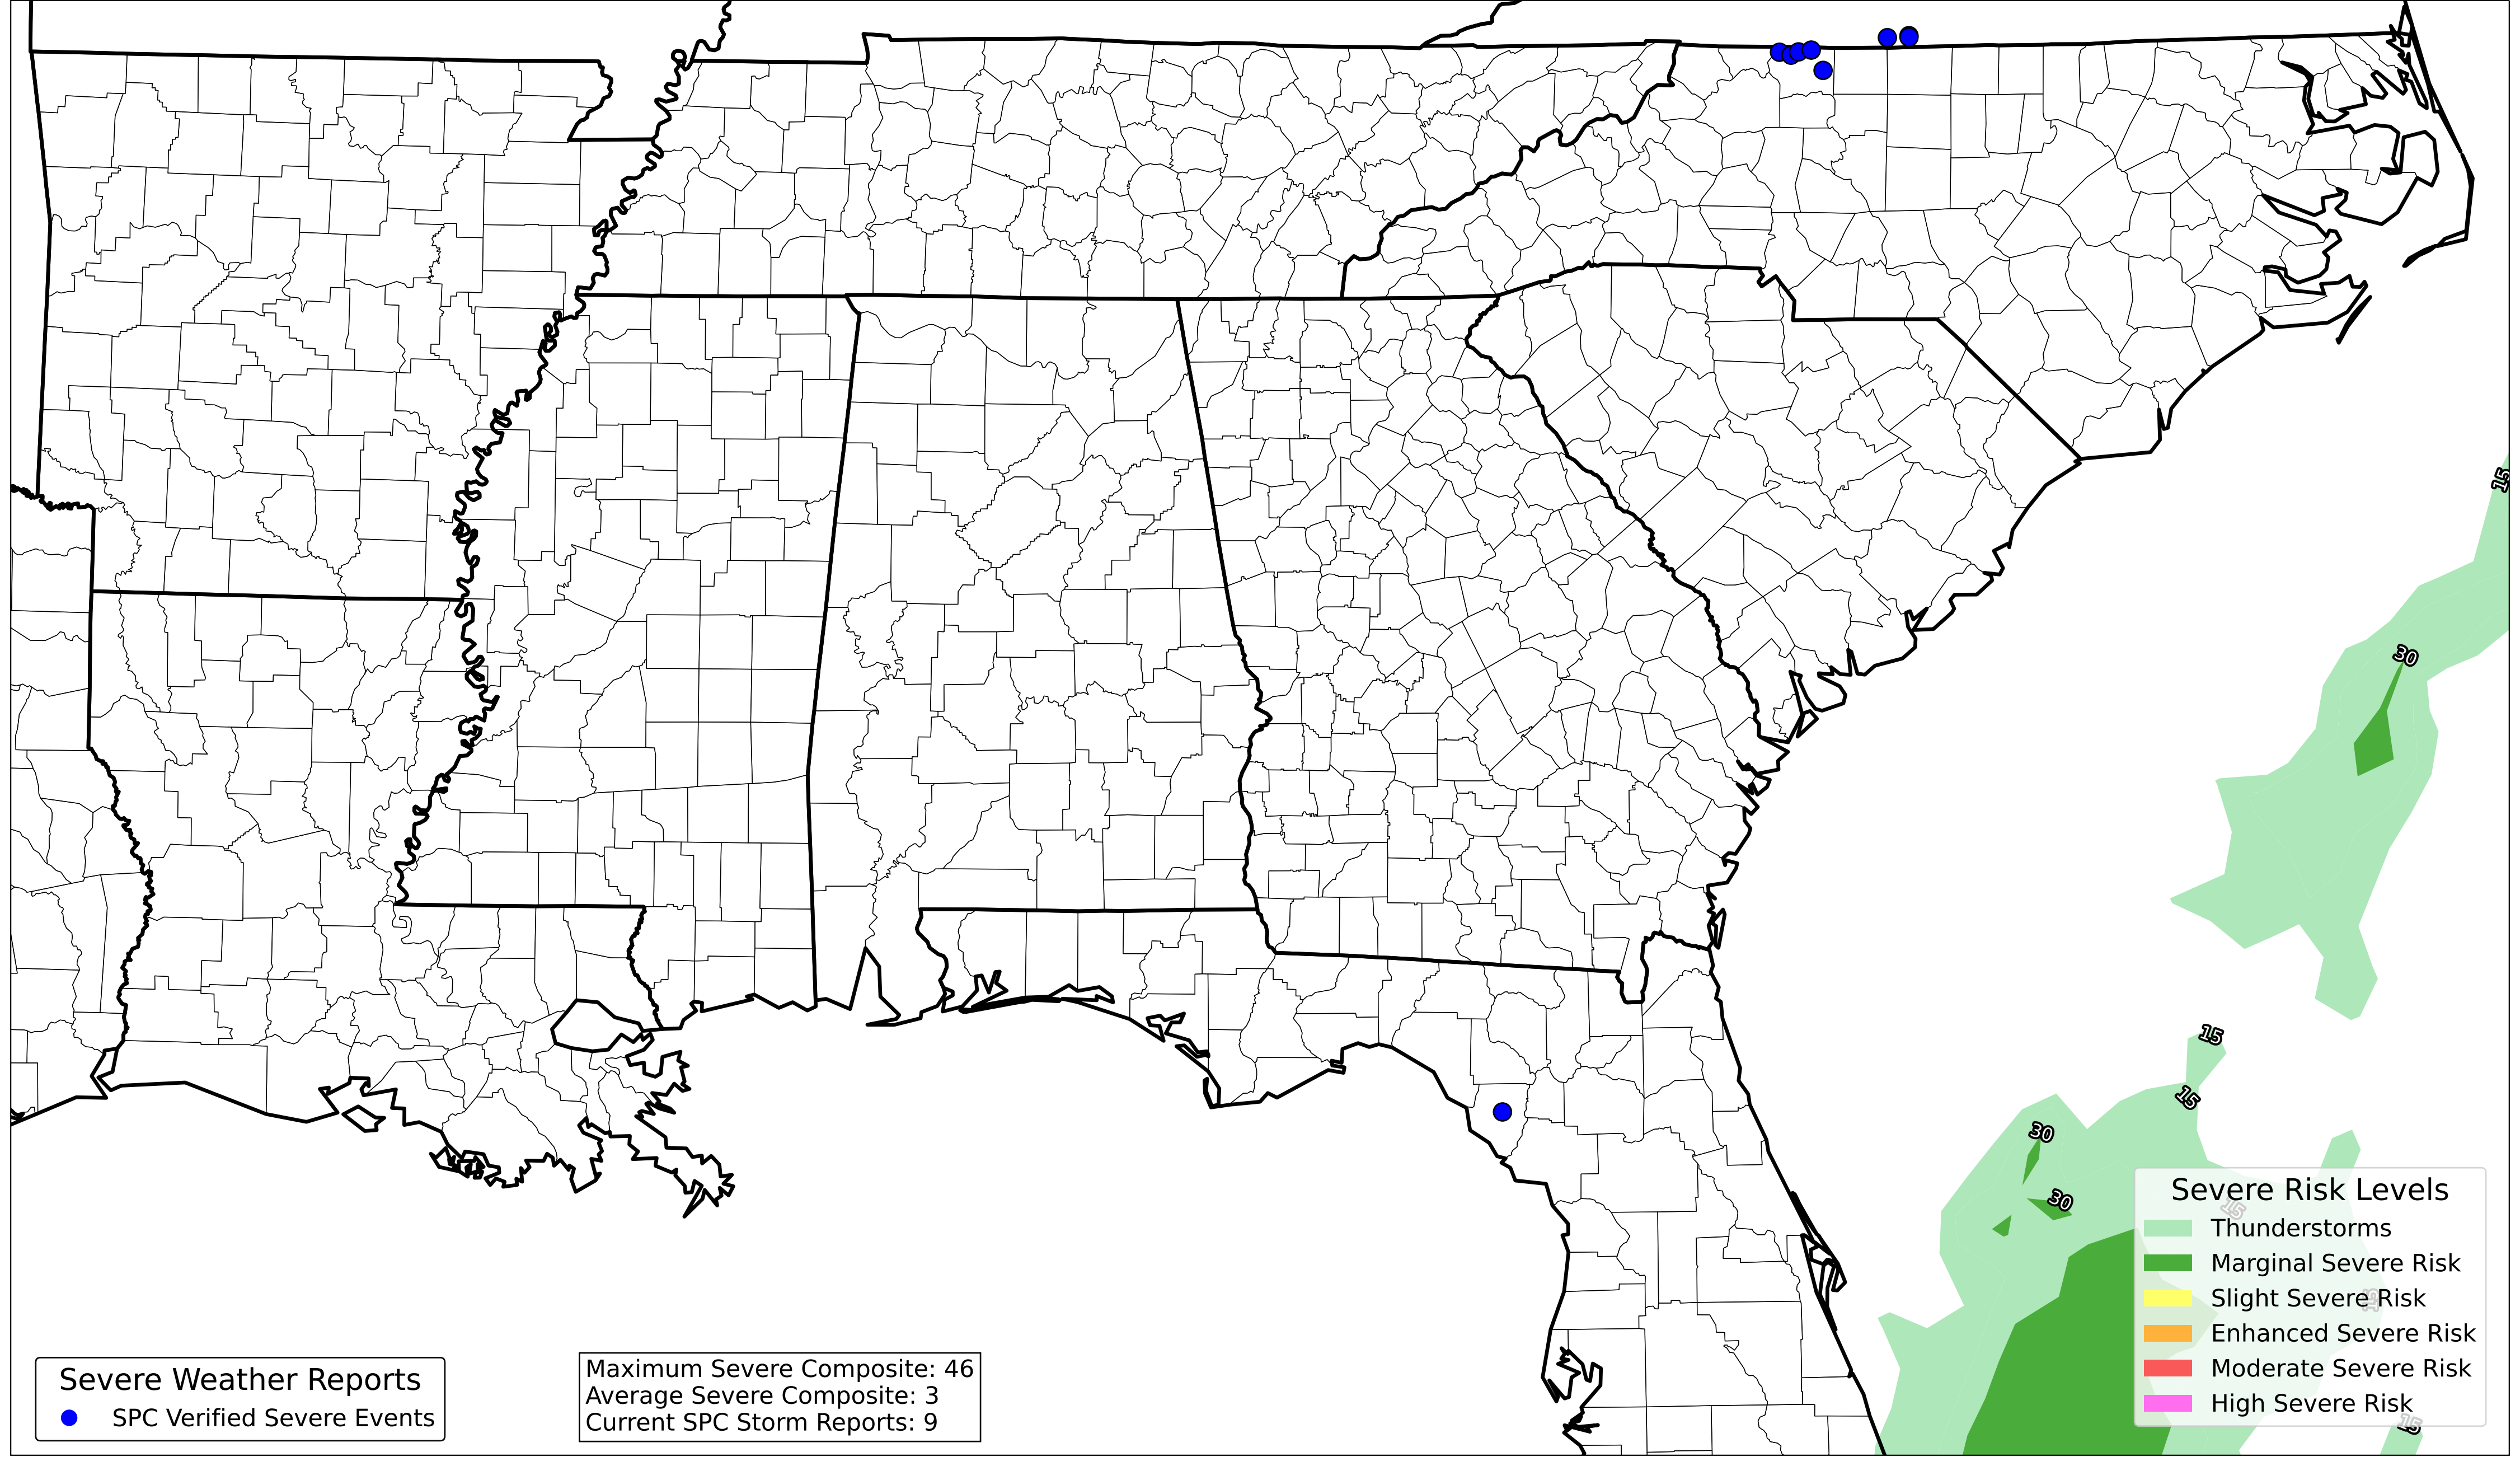 15
30
15
15
30
30
Severe Risk Levels
15
Thunderstorms
Marginal Severe Risk
15
Slight Severe Risk
Enhanced Severe Risk
Moderate Severe Risk
High Severe Risk
15
Severe Weather Reports
SPC Verified Severe Events
Maximum Severe Composite: 46
Average Severe Composite: 3
Current SPC Storm Reports: 9